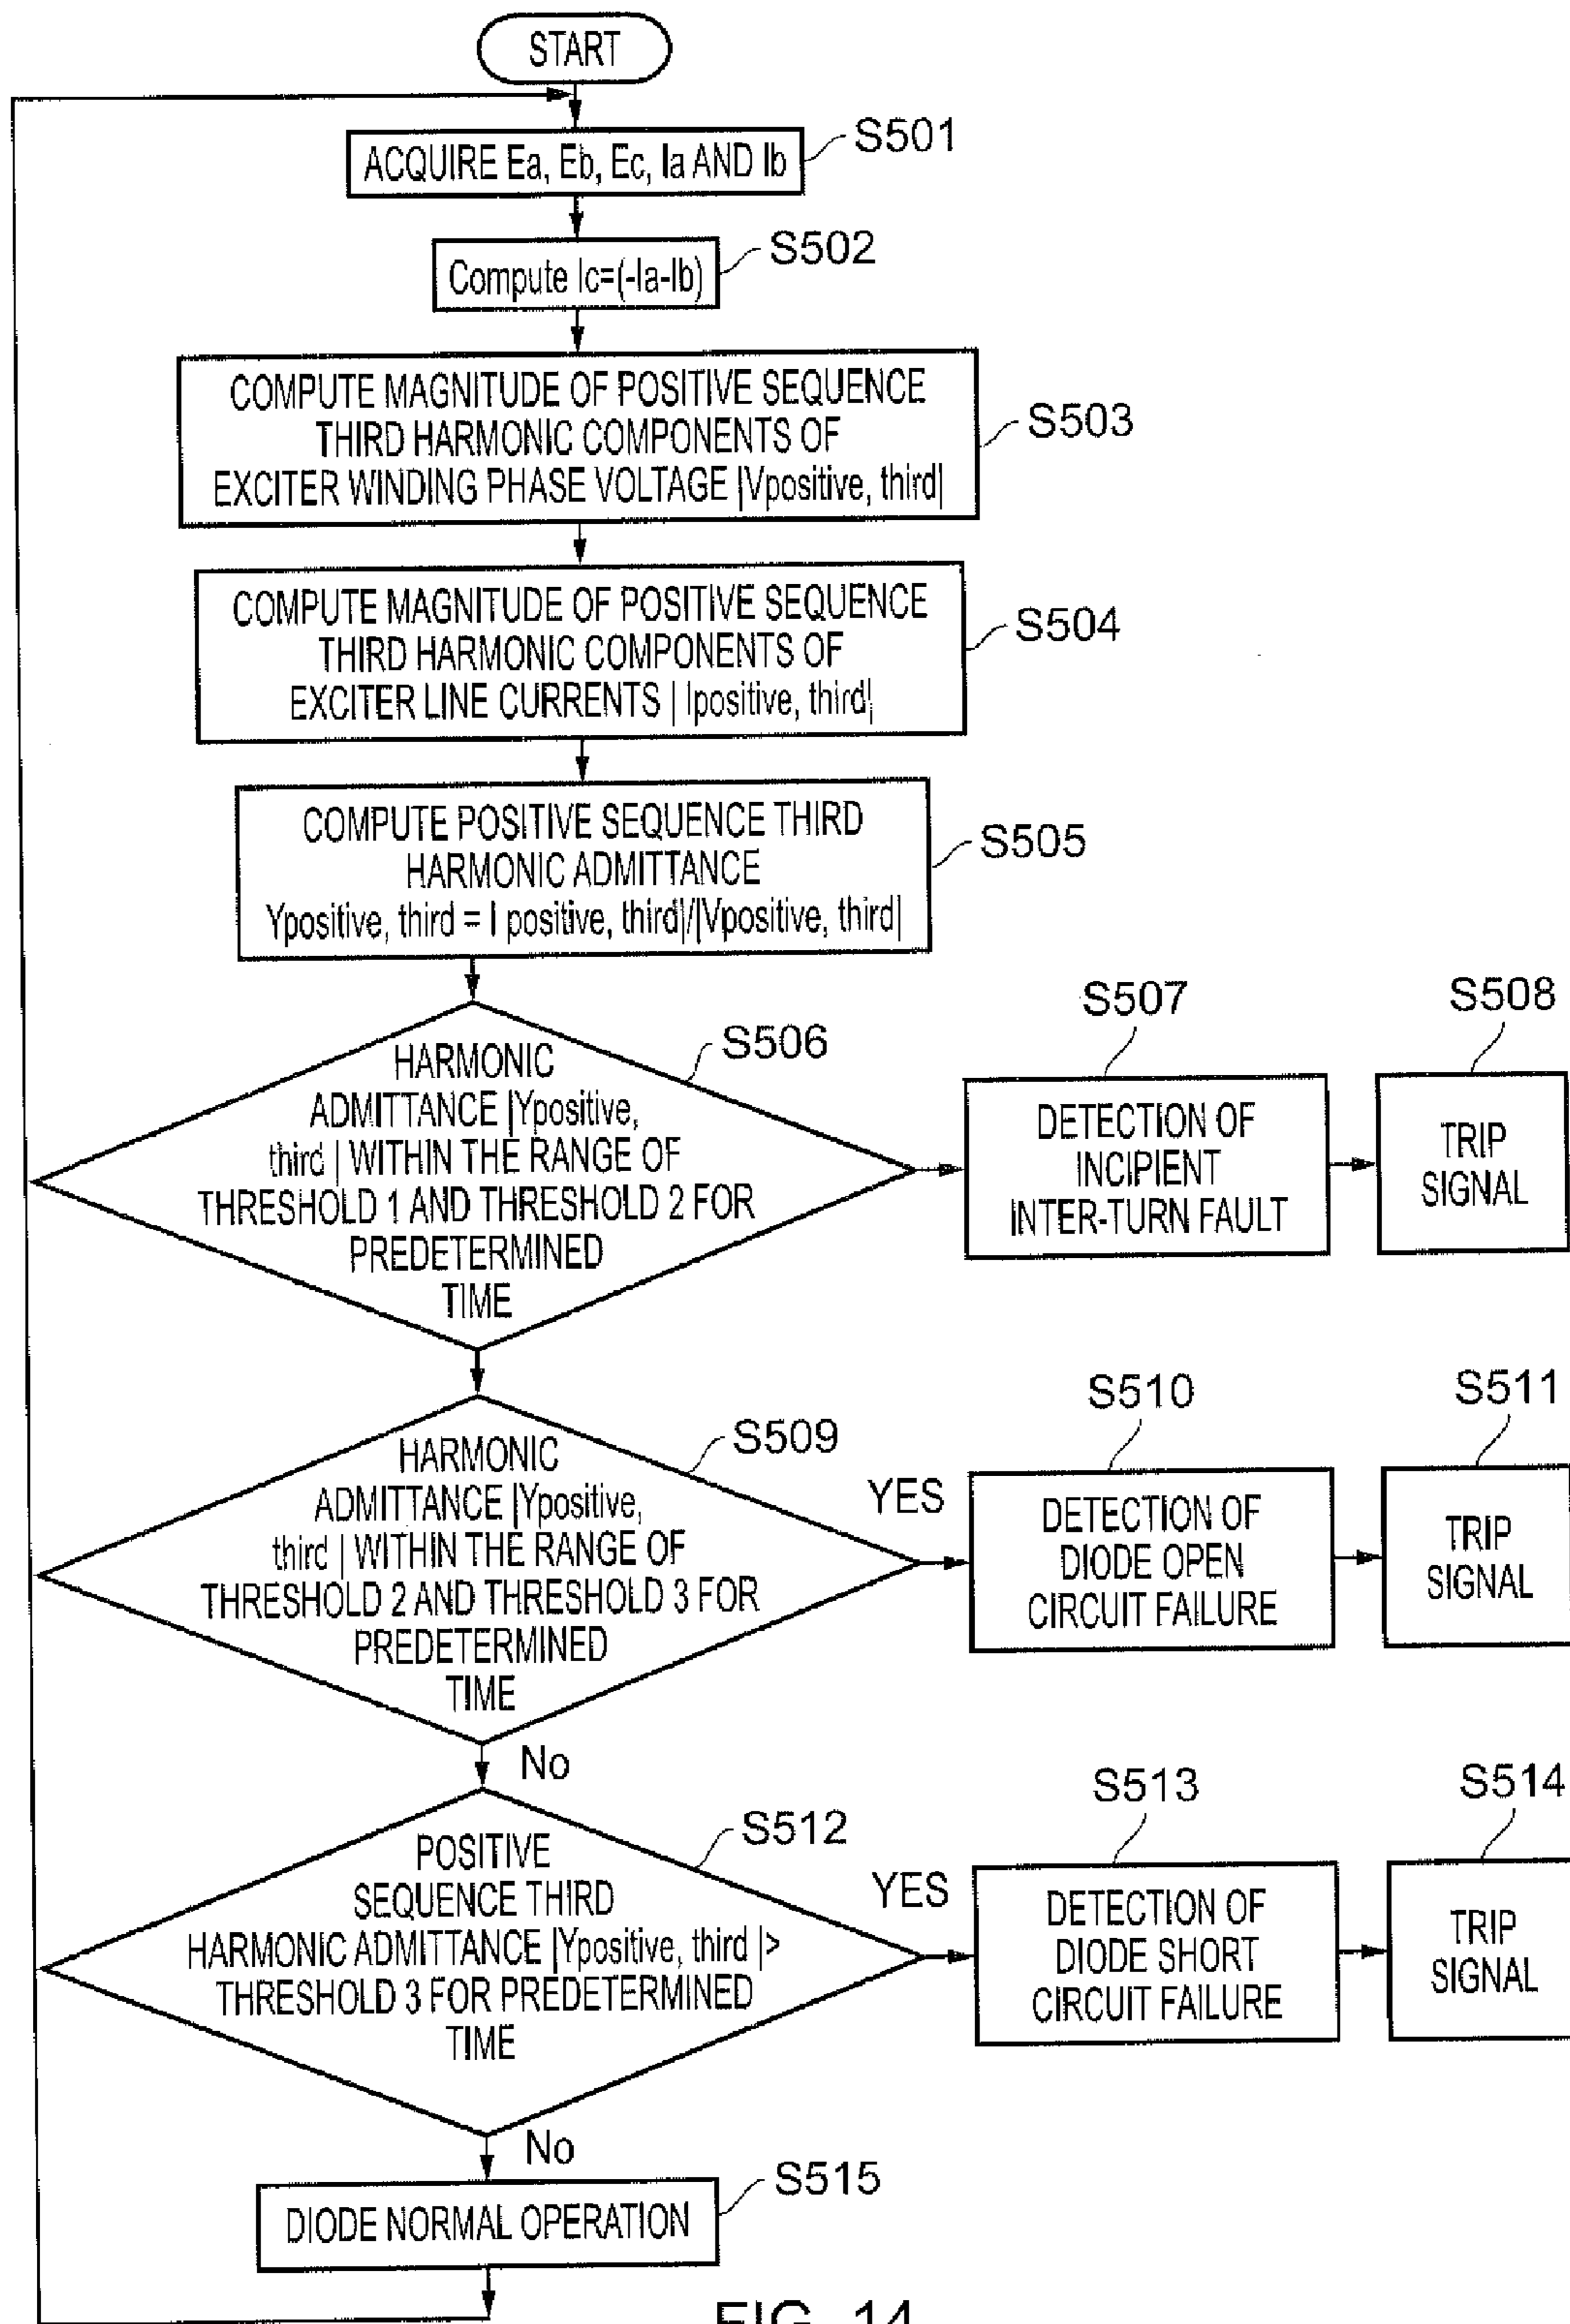 START
ACQUIRE Ea, Eb, Ec, Ia AND Ib
S501
Compute Ic=(-Ia-Ib)
S502
COMPUTE MAGNITUDE OF POSITIVE SEQUENCE
THIRD HARMONIC COMPONENTS OF
EXCITER WINDING PHASE VOLTAGE |Vpositive, third|
S503
COMPUTE MAGNITUDE OF POSITIVE SEQUENCE
THIRD HARMONIC COMPONENTS OF
EXCITER LINE CURRENTS | Ipositive, third|
S504
COMPUTE POSITIVE SEQUENCE THIRD
HARMONIC ADMITTANCE
Ypositive, third = I positive, third|/|Vpositive, third|
S505
HARMONIC
ADMITTANCE |Ypositive,
third | WITHIN THE RANGE OF
THRESHOLD 1 AND THRESHOLD 2 FOR
PREDETERMINED
TIME
S506
S507
DETECTION OF
INCIPIENT
INTER-TURN FAULT
S508
TRIP
SIGNAL
HARMONIC
ADMITTANCE |Ypositive,
third | WITHIN THE RANGE OF
THRESHOLD 2 AND THRESHOLD 3 FOR
PREDETERMINED
TIME
S509
YES
S510
DETECTION OF
DIODE OPEN
CIRCUIT FAILURE
S511
TRIP
SIGNAL
No
POSITIVE
SEQUENCE THIRD
HARMONIC ADMITTANCE |Ypositive, third |>
THRESHOLD 3 FOR PREDETERMINED
TIME
S512
YES
S513
DETECTION OF
DIODE SHORT
CIRCUIT FAILURE
S514
TRIP
SIGNAL
No
DIODE NORMAL OPERATION
S515
FIG. 14